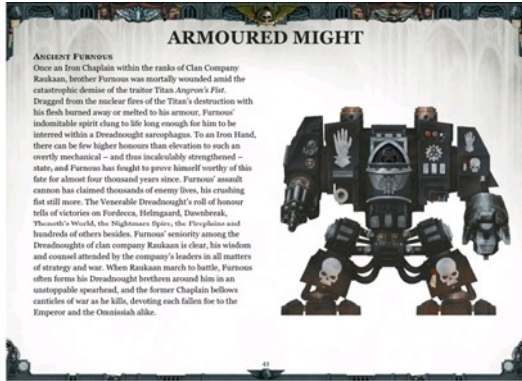 ARMOURED MIGHT
ANCIENT FURNOUS
Once an Iron Chaplain within the ranks of Clan Company
Raukaan, brother Furnous was mortally wounded amid the
catastrophic demise of the traitor Titan Angron's Fist.
Dragged from the nuclear fires of the Titan's destruction with
his flesh burned away or melted to his armour, Furnous'
indomitable spirit clung to life long enough for him to be
interred within a Dreadnought sarcophagus. To an Iron Hand,
there can be few higher honours than elevation to such an
overtly mechanical – and thus incalculably strengthened –
state, and Furnous has fought to prove himself worthy of this
fate for almost four thousand years since. Furnous' assault
cannon has claimed thousands of enemy lives, his crushing
fist still more. The Venerable Dreadnought's roll of honour
tells of victories on Fordecca, Helmgaard, Dawnbreak,
Thenoth's World, the Nightmare Spire, the Fixplains and
hundreds of others besides. Furnous' seniority among the
Dreadnoughts of clan company Raukaan is clear, his wisdom
and counsel attended by the company's leaders in all matters
of strategy and war. When Raukaan march to battle, Furnous
often forms his Dreadnought brethren around him in an
unstoppable spearhead, and the former Chaplain bellows
canticles of war as he kills, devoting each fallen foe to the
Emperor and the Omnissiah alike.
43